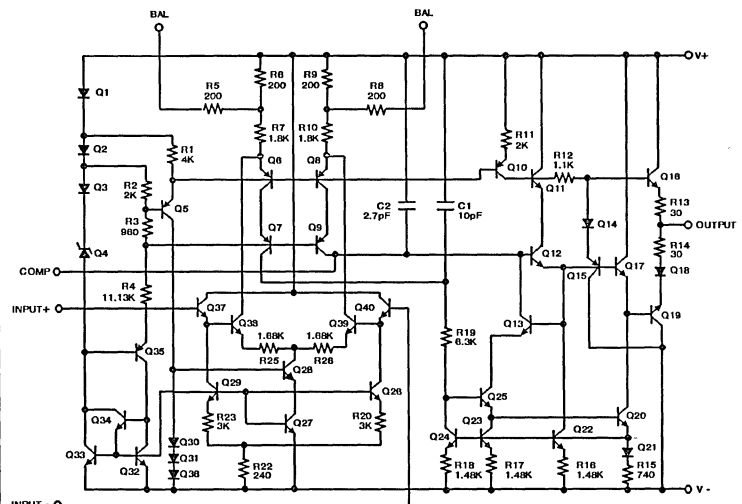 BAL
BAL
V+
Q1
R5
200
R6
200
R9
200
R8
200
R7
1.8K
R10
1.8K
Q2
R1
4K
Q6
Q8
R11
2K
Q10
R12
1.1K
Q16
Q3
R2
2K
Q5
R3
960
Q11
R13
30
OUTPUT
C2
2.7pF
C1
10pF
Q14
Q4
Q7
Q9
Q12
Q15
Q17
R14
30
Q18
COMP
R4
11.13K
INPUT+
Q37
Q38
Q39
Q40
R19
6.3K
Q13
Q19
1.68K
R25
1.68K
R26
Q35
Q28
Q29
Q26
Q25
Q34
R23
3K
Q27
R20
3K
Q24
Q23
Q22
Q20
Q33
Q32
Q30
Q31
Q36
R22
240
R18
1.48K
R17
1.48K
R16
1.48K
Q21
R15
740
V -